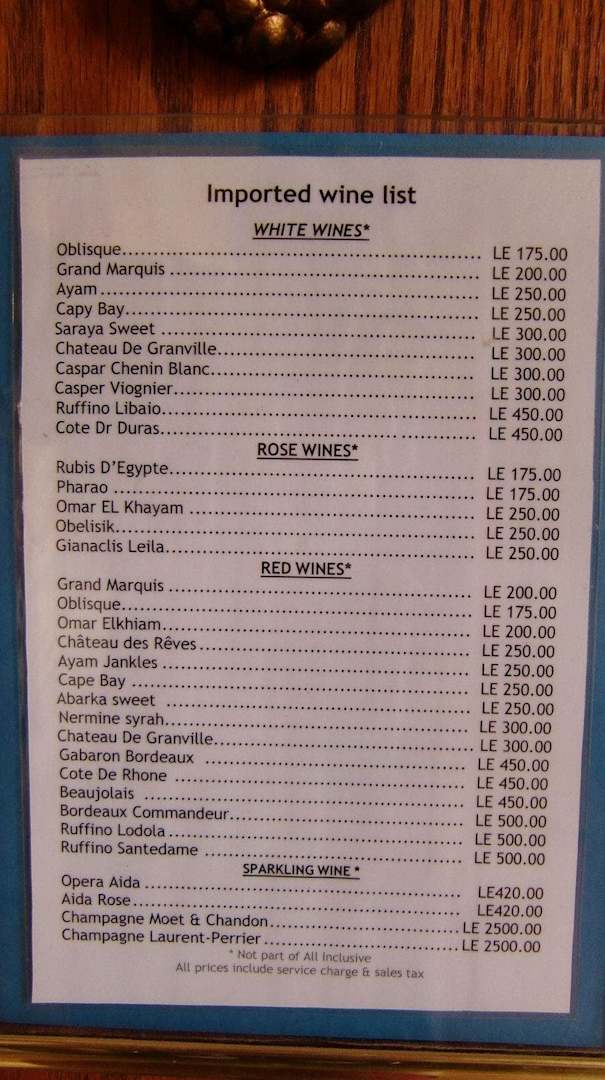 Imported wine list
WHITE WINES*
Oblisque.......................................................... LE 175.00
Grand Marquis .................................................. LE 200.00
Ayam.............................................................. LE 250.00
Capy Bay.......................................................... LE 250.00
Saraya Sweet .................................................... LE 300.00
Chateau De Granville........................................... LE 300.00
Caspar Chenin Blanc............................................ LE 300.00
Casper Viognier.................................................. LE 300.00
Ruffino Libaio.................................................... LE 450.00
Cote Dr Duras.................................................... LE 450.00
ROSE WINES*
Rubis D’Egypte................................................... LE 175.00
Pharao ............................................................ LE 175.00
Omar EL Khayam ................................................ LE 250.00
Obelisik............................................................ LE 250.00
Gianaclis Leila.................................................... LE 250.00
RED WINES*
Grand Marquis ................................................... LE 200.00
Oblisque........................................................... LE 175.00
Omar Elkhiam.................................................... LE 200.00
Château des Rêves.............................................. LE 250.00
Ayam Jankles .................................................... LE 250.00
Cape Bay ......................................................... LE 250.00
Abarka sweet .................................................... LE 250.00
Nermine syrah.................................................... LE 300.00
Chateau De Granville............................................ LE 300.00
Gabaron Bordeaux .............................................. LE 450.00
Cote De Rhone .................................................. LE 450.00
Beaujolais ........................................................ LE 450.00
Bordeaux Commandeur......................................... LE 500.00
Ruffino Lodola ................................................... LE 500.00
Ruffino Santedame ............................................. LE 500.00
SPARKLING WINE *
Opera Aida ....................................................... LE420.00
Aida Rose......................................................... LE420.00
Champagne Moet & Chandon.................................. LE 2500.00
Champagne Laurent-Perrier ................................... LE 2500.00
* Not part of All Inclusive
All prices include service charge & sales tax